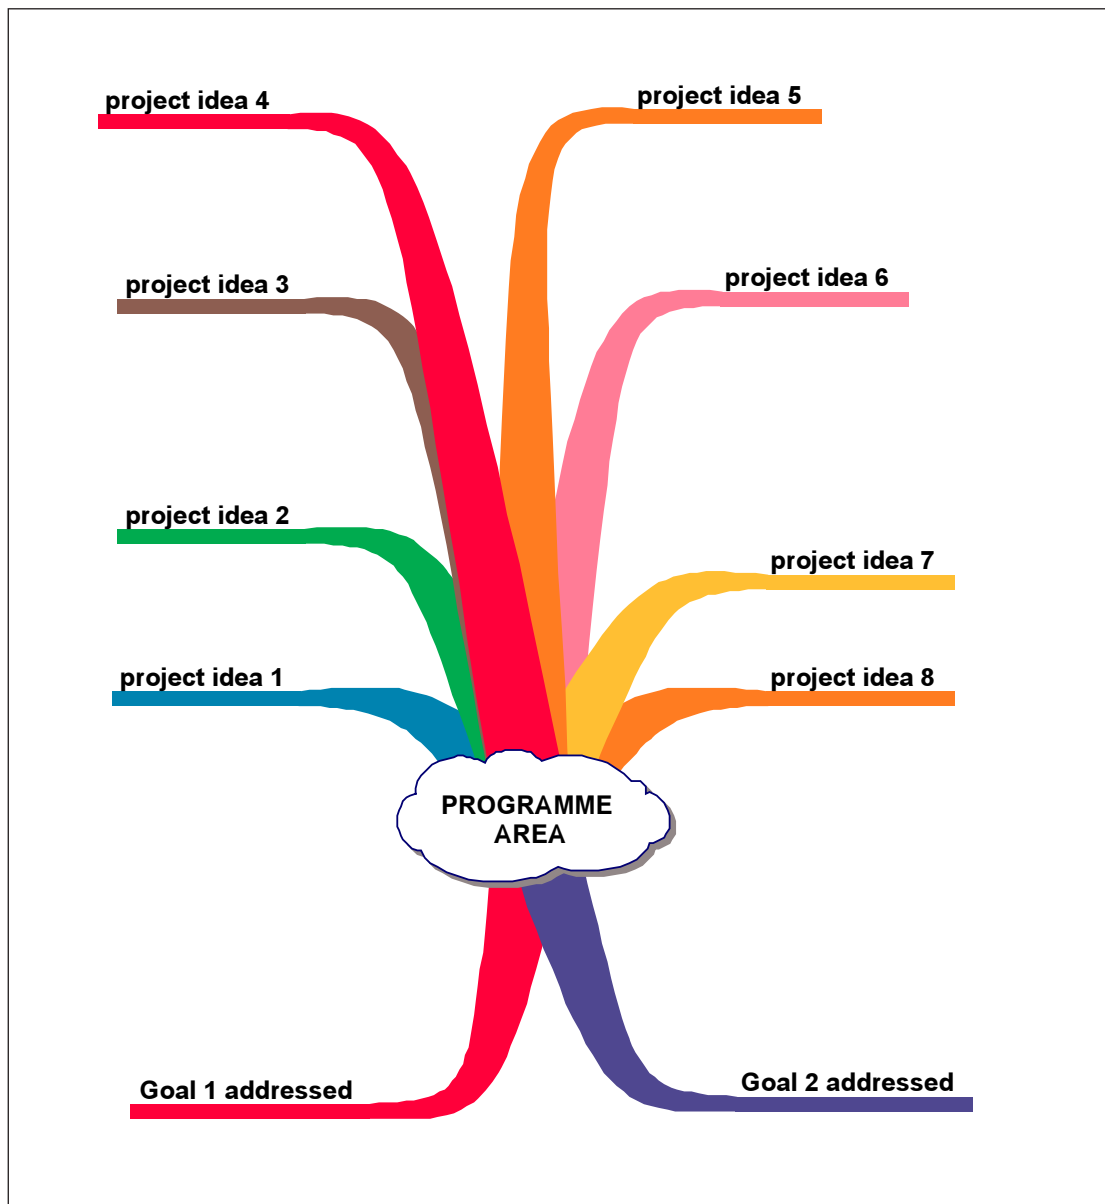 project idea 4
project idea 5
project idea 3
project idea 6
project idea 2
project idea 7
project idea 1
project idea 8
PROGRAMME
AREA
Goal 1 addressed
Goal 2 addressed